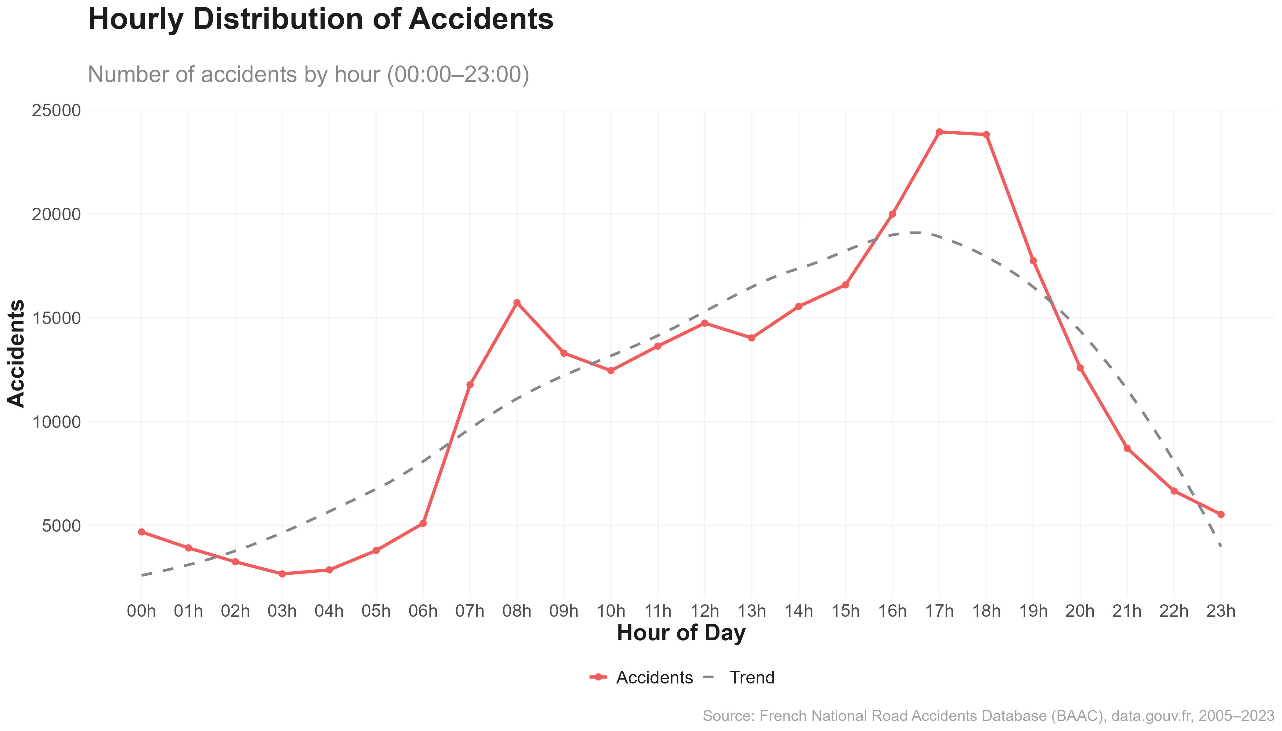 Hourly Distribution of Accidents
Number of accidents by hour (00:00–23:00)
25000
20000
15000
10000
5000
Accidents
00h 01h 02h 03h 04h 05h 06h 07h 08h 09h 10h 11h 12h 13h 14h 15h 16h 17h 18h 19h 20h 21h 22h 23h
Hour of Day
Accidents Trend
Source: French National Road Accidents Database (BAAC), data.gouv.fr, 2005–2023